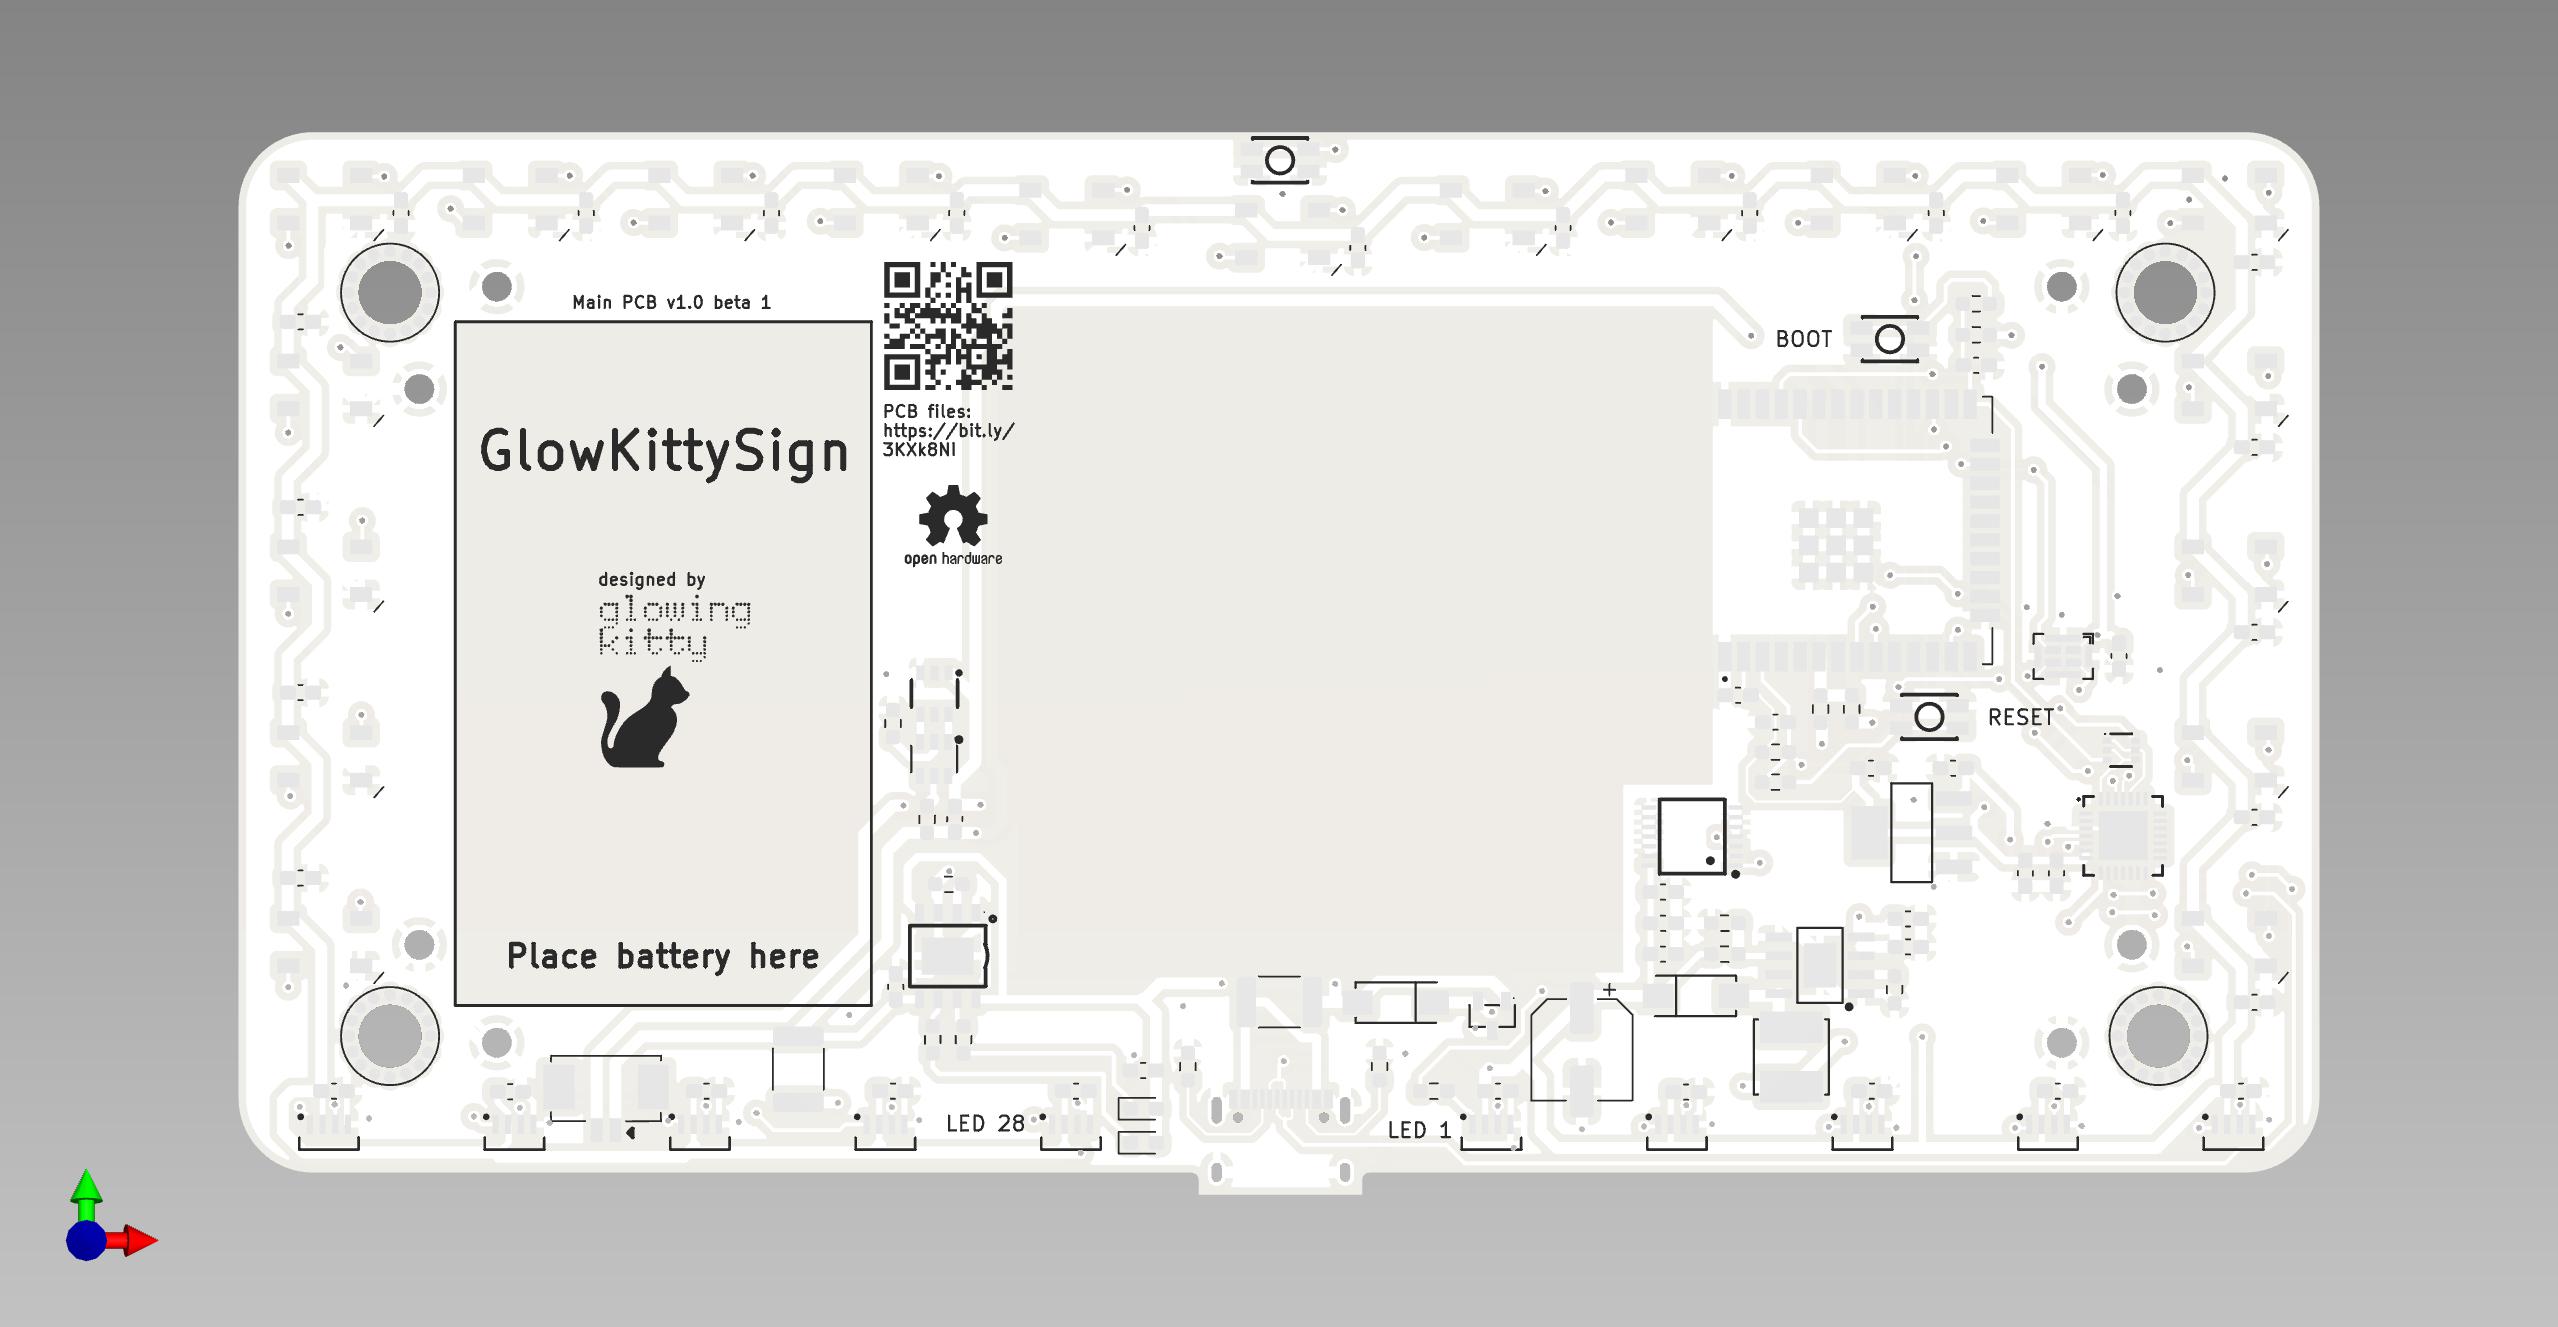 Main PCB v1.0 beta 1
GlowKittySign
designed by
glowing
kitty
Place battery here
PCB files:
https://bit.ly/
3KXk8Nl
open hardware
BOOT
RESET
+
LED 28
LED 1